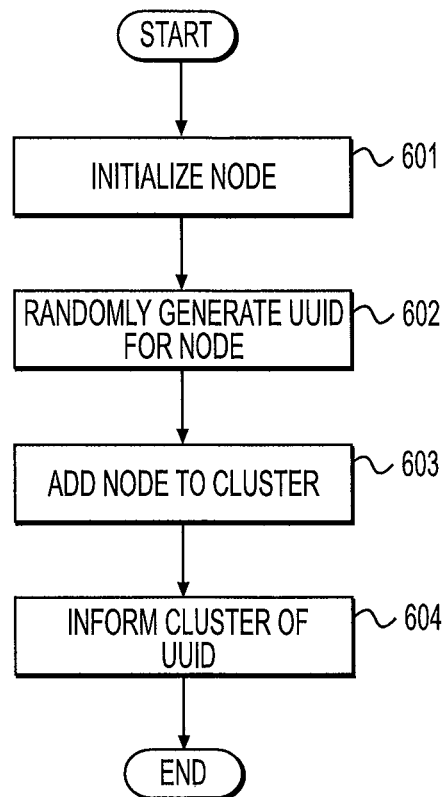 START
INITIALIZE NODE
601
RANDOMLY GENERATE UUID
FOR NODE
602
ADD NODE TO CLUSTER
603
INFORM CLUSTER OF
UUID
604
END